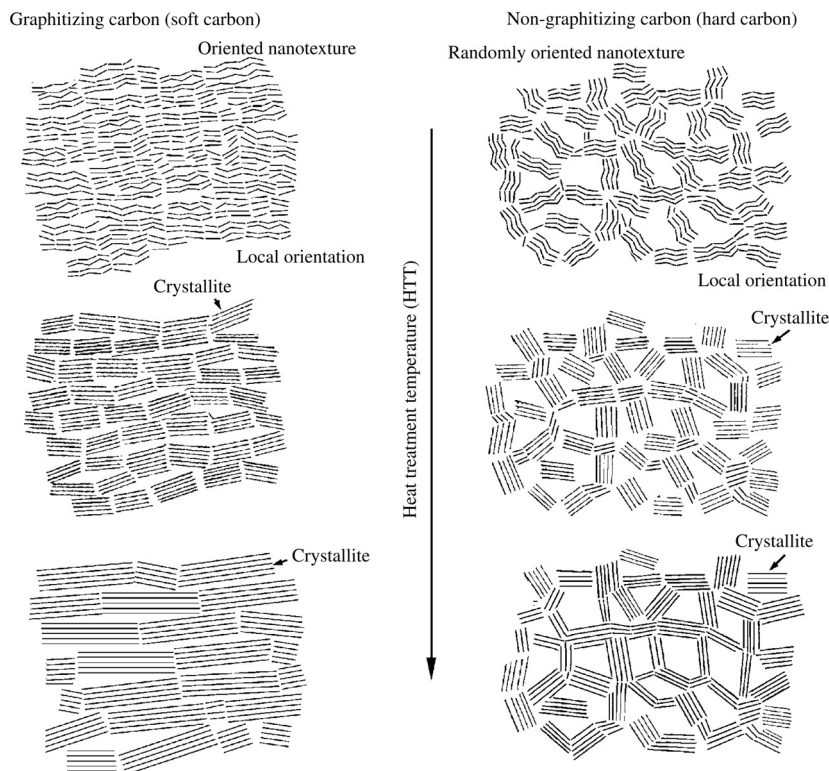 Graphitizing carbon (soft carbon)
Oriented nanotexture
Local orientation
Crystallite
Crystallite
Heat treatment temperature (HTT)
Non-graphitizing carbon (hard carbon)
Randomly oriented nanotexture
Local orientation
Crystallite
Crystallite